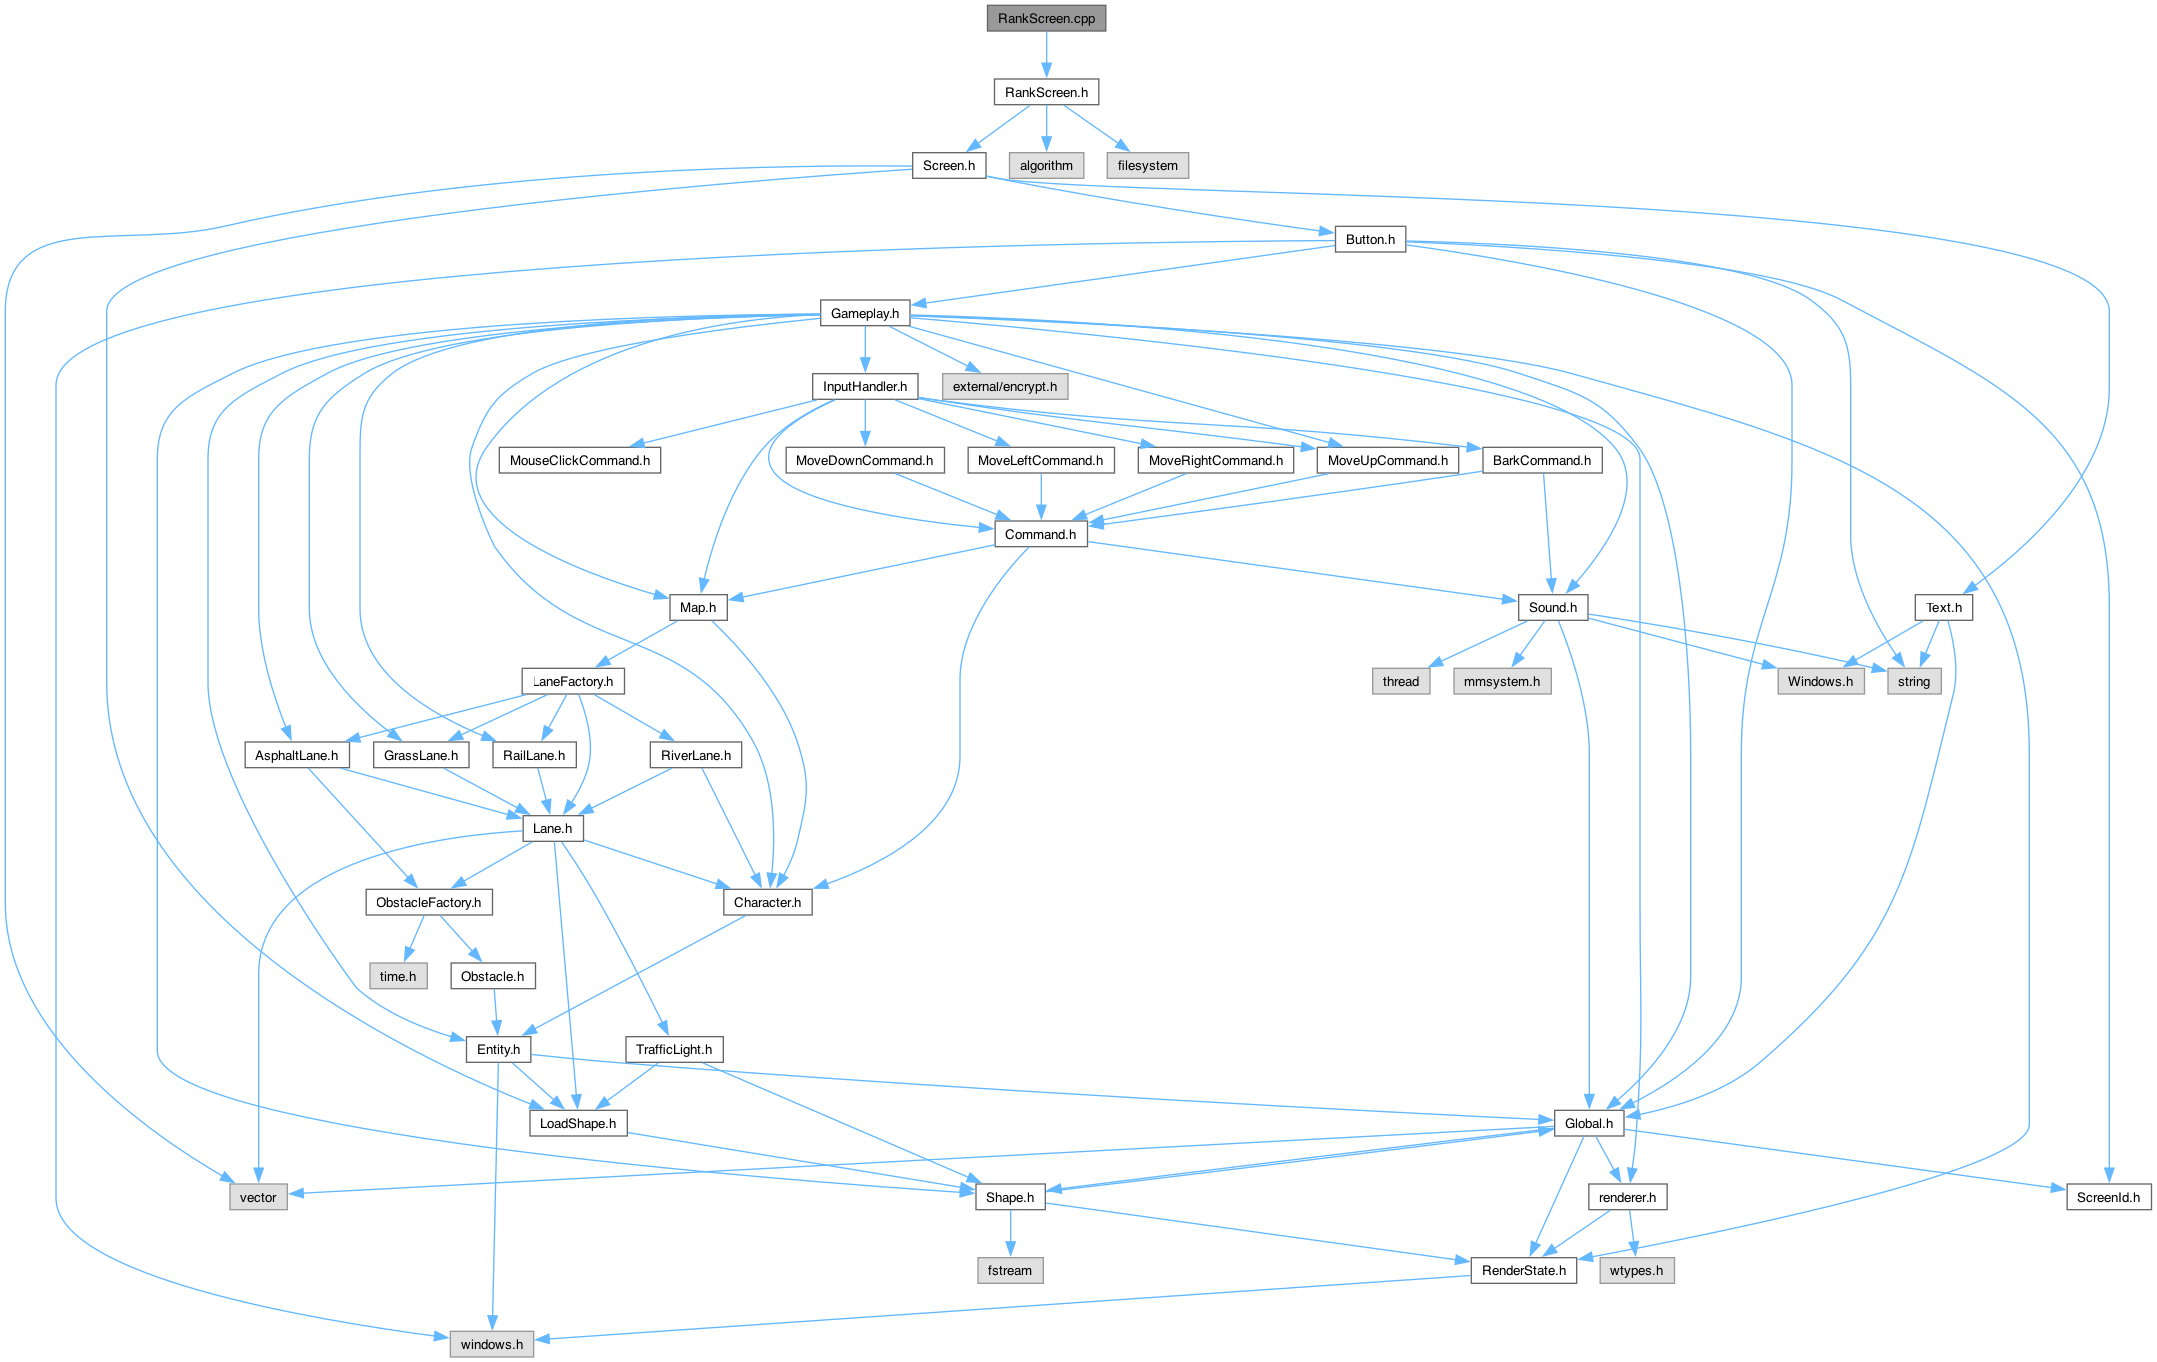 RankScreen.cpp
RankScreen.h
Screen.h
algorithm
filesystem
Button.h
Gameplay.h
InputHandler.h
external/encrypt.h
MouseClickCommand.h
MoveDownCommand.h
MoveLeftCommand.h
MoveRightCommand.h
MoveUpCommand.h
BarkCommand.h
Command.h
Map.h
Sound.h
Text.h
LaneFactory.h
thread
mmsystem.h
Windows.h
string
AsphaltLane.h
GrassLane.h
RailLane.h
RiverLane.h
Lane.h
ObstacleFactory.h
Character.h
time.h
Obstacle.h
Entity.h
TrafficLight.h
LoadShape.h
Global.h
vector
Shape.h
renderer.h
ScreenId.h
fstream
RenderState.h
wtypes.h
windows.h